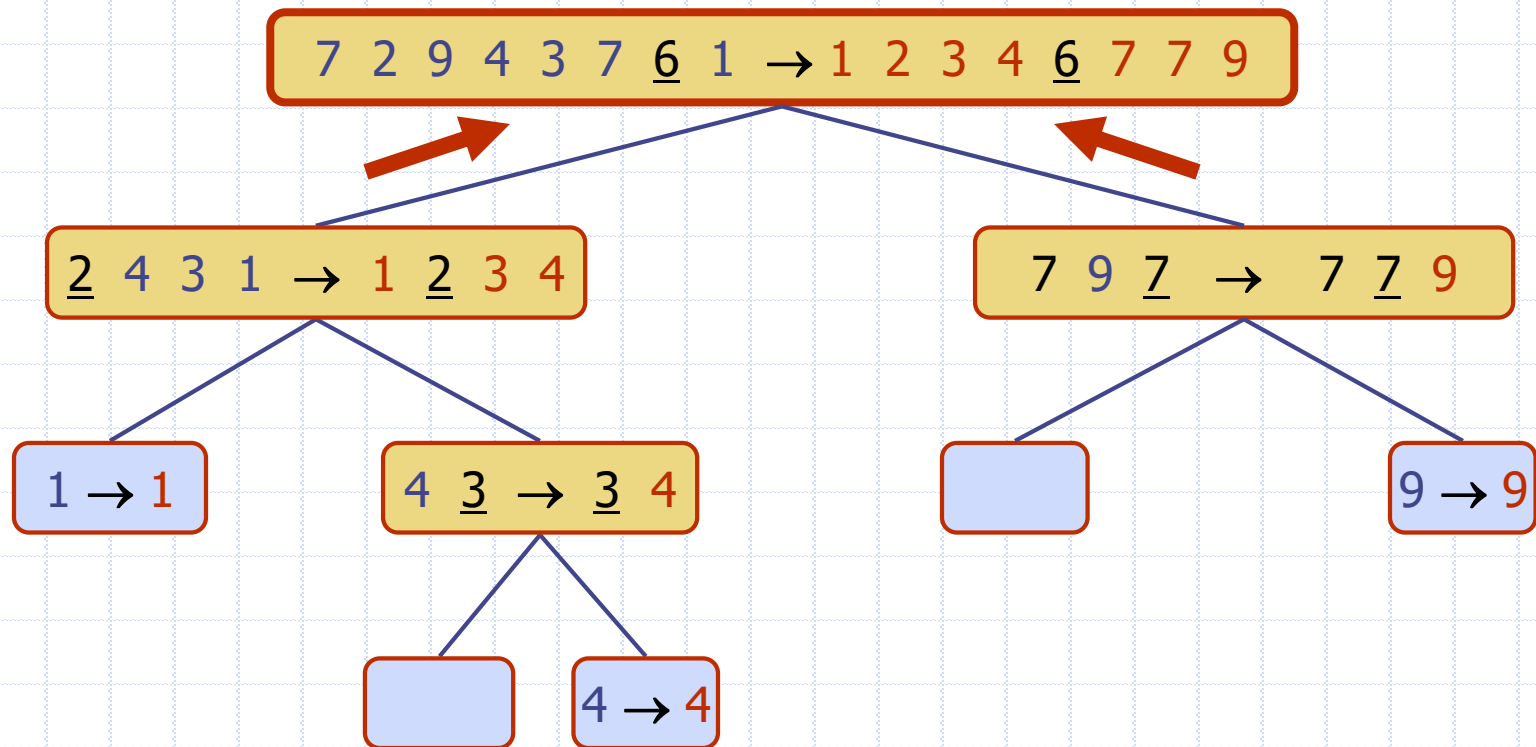 7 2 9 4 3 7 6 1 → 1 2 3 4 6 7 7 9
2 4 3 1 → 1 2 3 4
7 9 7 → 7 7 9
1 → 1
4 3 → 3 4
9 → 9
4 → 4